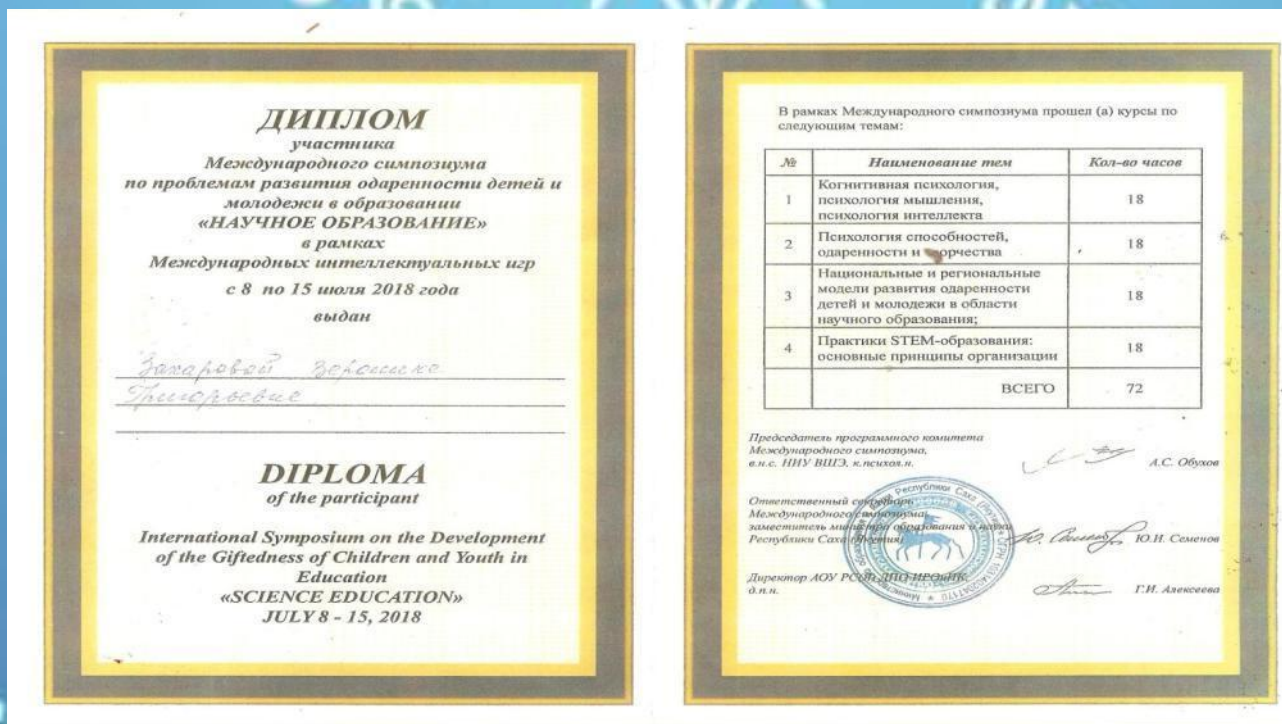 ДИПЛОМ
участника
Международного симпозиума
по проблемам развития одаренности детей и
молодежи в образовании
«НАУЧНОЕ ОБРАЗОВАНИЕ»
в рамках
Международных интеллектуальных игр
с 8 по 15 июля 2018 года
выдан
Захаровой
Григорьевне
DIPLOMA
of the participant
International Symposium on the Development
of the Giftedness of Children and Youth in
Education
«SCIENCE EDUCATION»
JULY 8 - 15, 2018
В рамках Международного симпозиума прошел (а) курсы по
следующим темам:
№ Наименование тем Кол-во часов
1 Когнитивная психология,
психология мышления,
психология интеллекта 18
2 Психология способностей,
одаренности и творчества 18
3 Национальные и региональные
модели развития одаренности
детей и молодежи в области
научного образования; 18
4 Практики STEM-образования:
основные принципы организации 18
ВСЕГО 72
Председатель программного комитета
Международного симпозиума,
в.н.с. НИУ ВШЭ, к.психол.н. А.С. Обухов
Ответственный секретарь
Международного симпозиума,
заместитель министра образования и науки
Республики Саха (Якутия) Ю.И. Семенов
Директор АОУ РС(Я) ДПО ИРОиПК,
д.п.н. Г.И. Алексеева